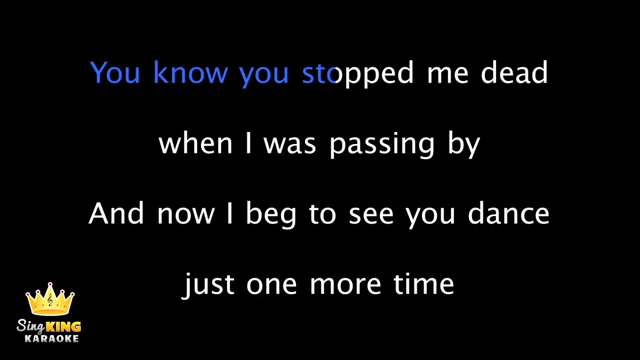 You know you stopped me dead
when I was passing by
And now I beg to see you dance
just one more time
Sing KING
KARAOKE